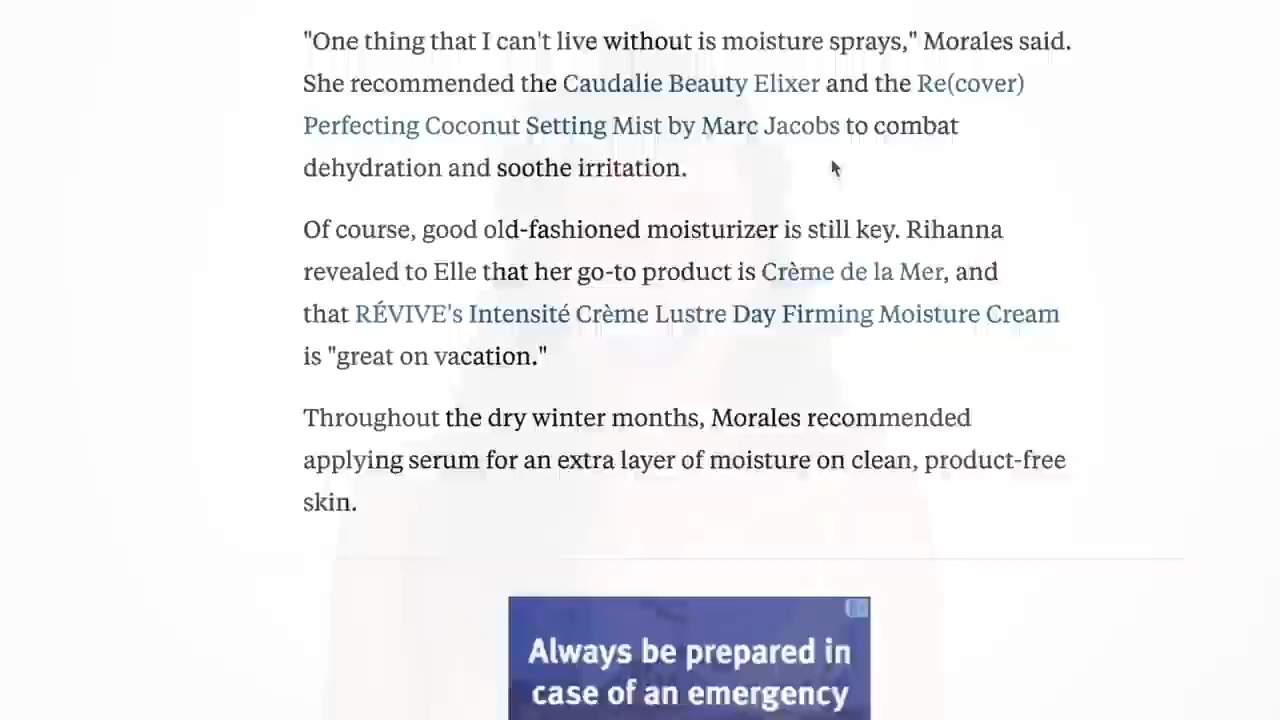 "One thing that I can't live without is moisture sprays," Morales said.
She recommended the Caudalie Beauty Elixer and the Re(cover)
Perfecting Coconut Setting Mist by Marc Jacobs to combat
dehydration and soothe irritation.
Of course, good old-fashioned moisturizer is still key. Rihanna
revealed to Elle that her go-to product is Crème de la Mer, and
that RÉVIVE's Intensité Crème Lustre Day Firming Moisture Cream
is "great on vacation."
Throughout the dry winter months, Morales recommended
applying serum for an extra layer of moisture on clean, product-free
skin.
Always be prepared in
case of an emergency